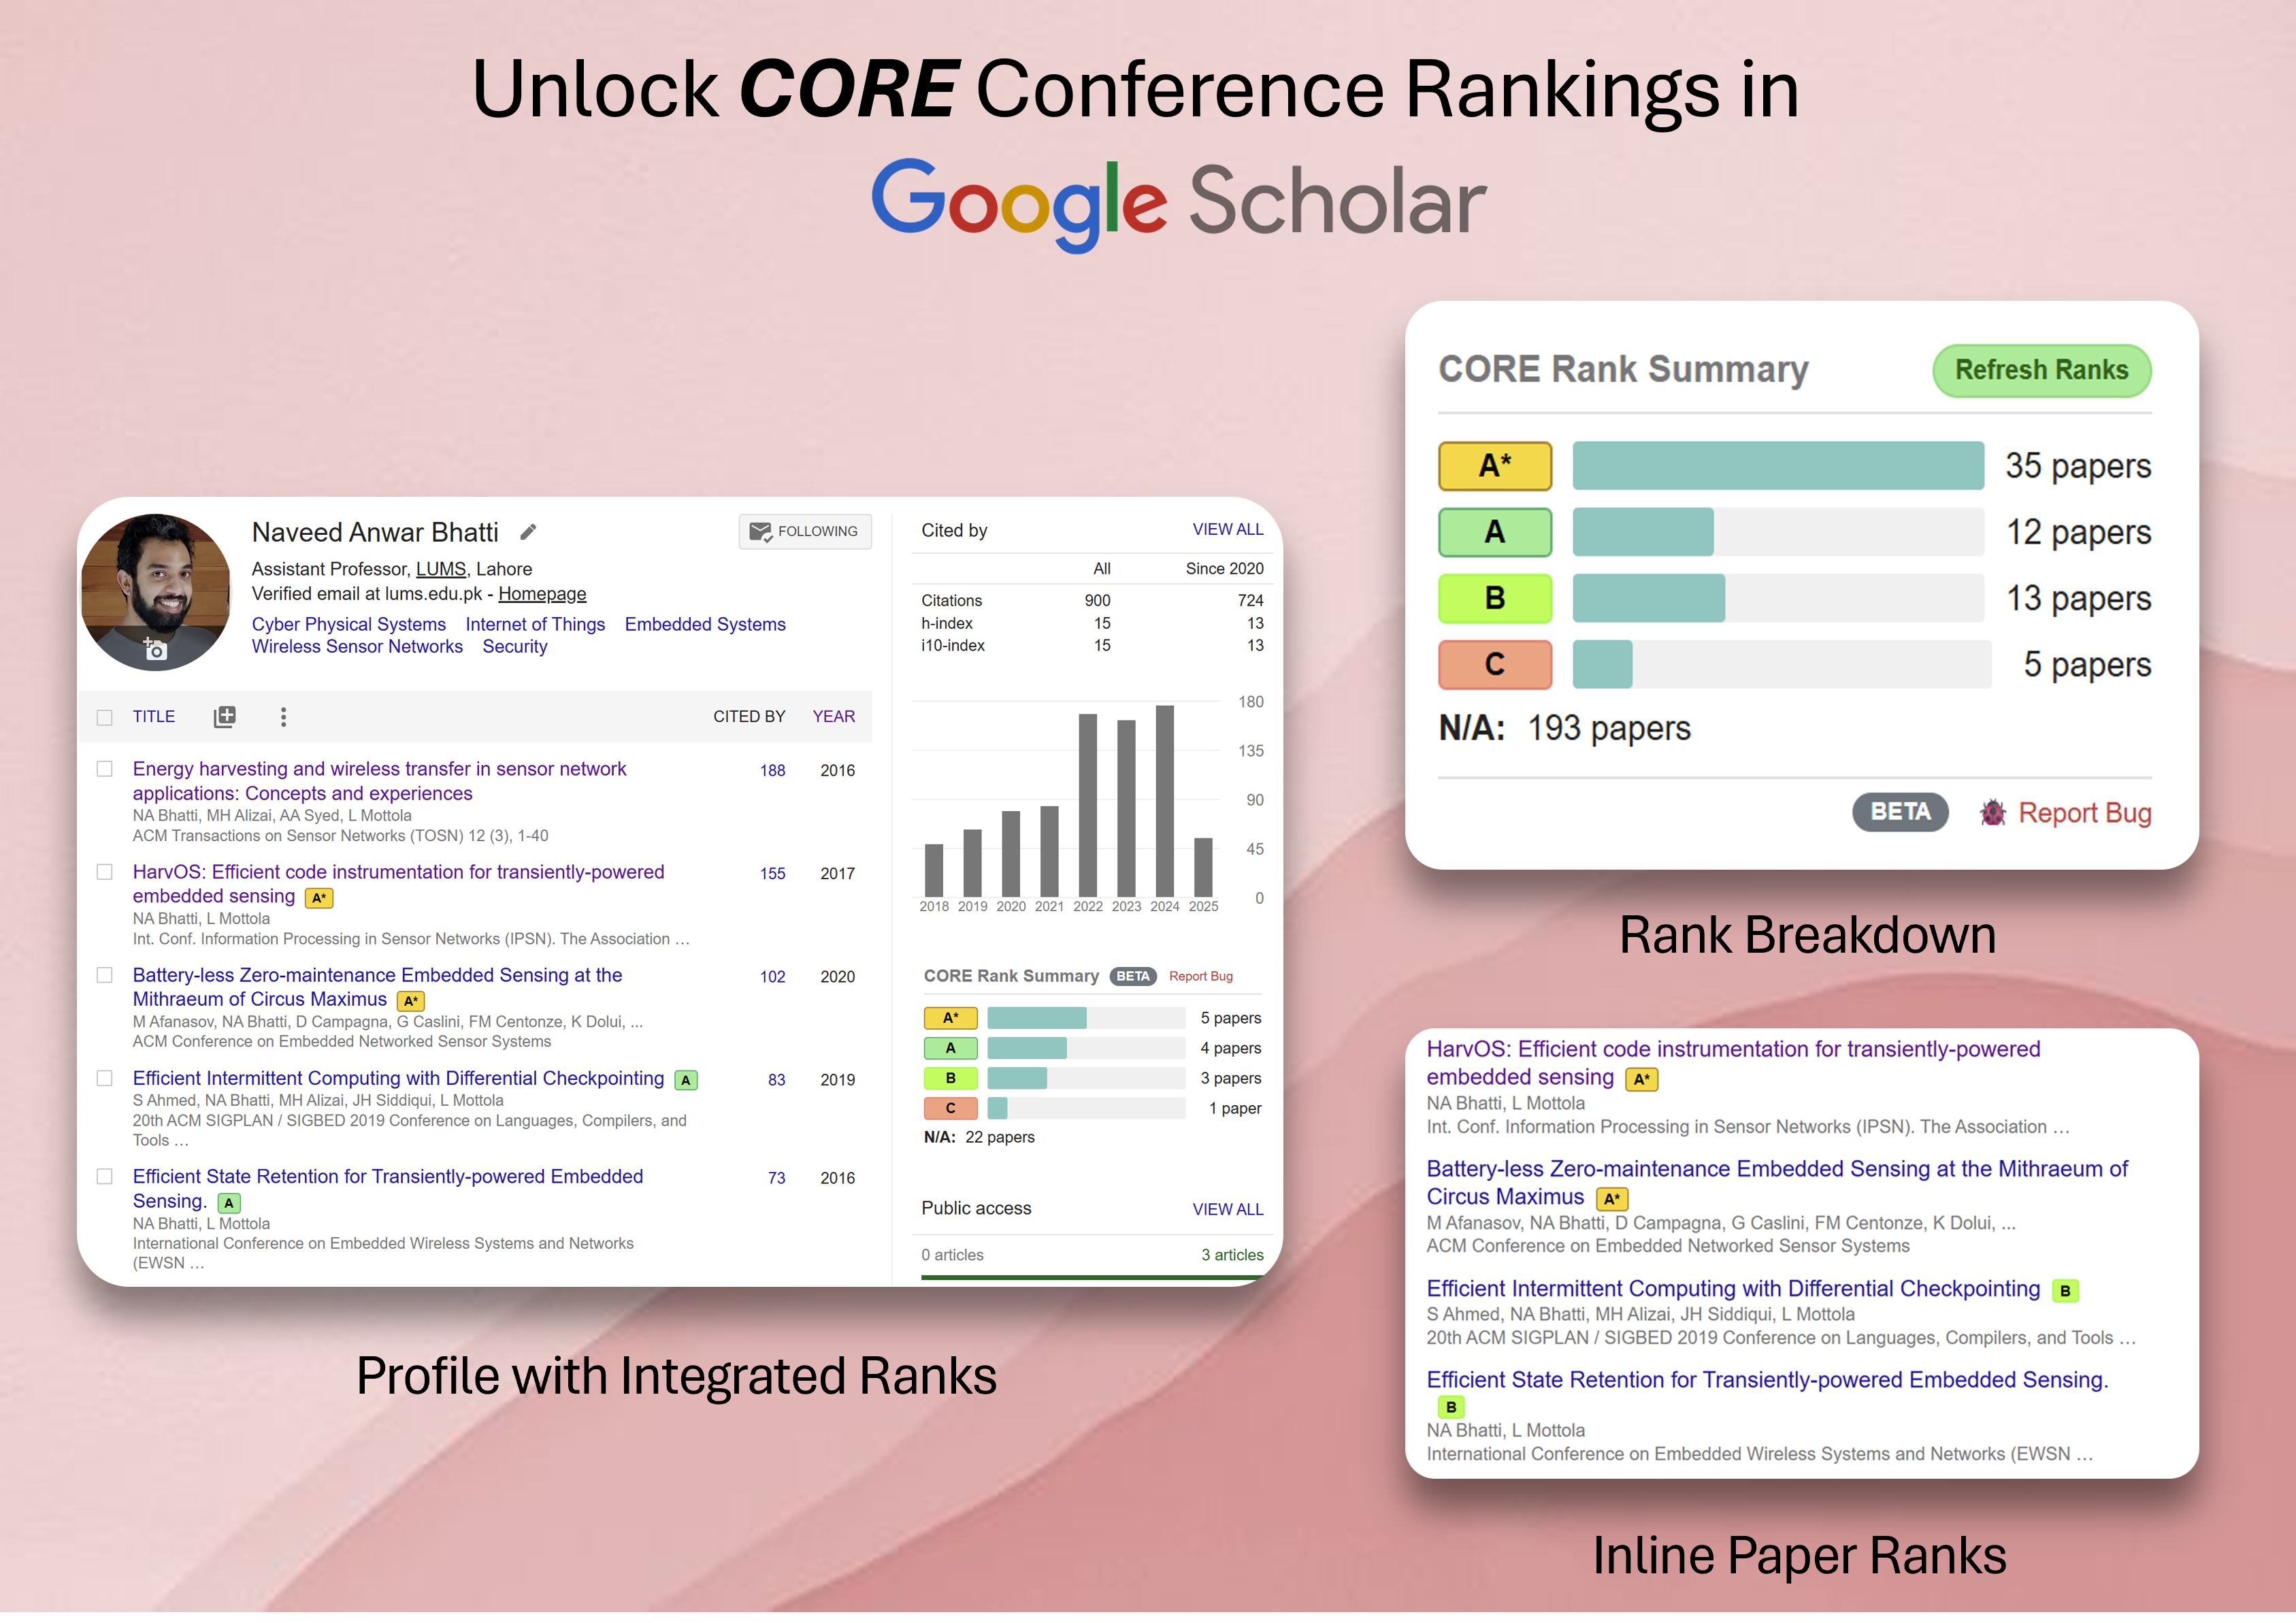 Unlock CORE Conference Rankings in
Google Scholar
Naveed Anwar Bhatti
FOLLOWING
Assistant Professor, LUMS, Lahore
Verified email at lums.edu.pk - Homepage
Cyber Physical Systems Internet of Things Embedded Systems
Wireless Sensor Networks Security
TITLE CITED BY YEAR
Energy harvesting and wireless transfer in sensor network 188 2016
applications: Concepts and experiences
NA Bhatti, MH Alizai, AA Syed, L Mottola
ACM Transactions on Sensor Networks (TOSN) 12 (3), 1-40
HarvOS: Efficient code instrumentation for transiently-powered 155 2017
embedded sensing A*
NA Bhatti, L Mottola
Int. Conf. Information Processing in Sensor Networks (IPSN). The Association …
Battery-less Zero-maintenance Embedded Sensing at the 102 2020
Mithraeum of Circus Maximus A*
M Afanasov, NA Bhatti, D Campagna, G Caslini, FM Centonze, K Dolui, ...
ACM Conference on Embedded Networked Sensor Systems
Efficient Intermittent Computing with Differential Checkpointing A 83 2019
S Ahmed, NA Bhatti, MH Alizai, JH Siddiqui, L Mottola
20th ACM SIGPLAN / SIGBED 2019 Conference on Languages, Compilers, and
Tools …
Efficient State Retention for Transiently-powered Embedded 73 2016
Sensing. A
NA Bhatti, L Mottola
International Conference on Embedded Wireless Systems and Networks
(EWSN …
Cited by VIEW ALL
All Since 2020
Citations 900 724
h-index 15 13
i10-index 15 13
180
135
90
45
0
2018 2019 2020 2021 2022 2023 2024 2025
CORE Rank Summary BETA Report Bug
A* 5 papers
A 4 papers
B 3 papers
C 1 paper
N/A: 22 papers
Public access VIEW ALL
0 articles 3 articles
Profile with Integrated Ranks
CORE Rank Summary Refresh Ranks
A* 35 papers
A 12 papers
B 13 papers
C 5 papers
N/A: 193 papers
BETA Report Bug
Rank Breakdown
HarvOS: Efficient code instrumentation for transiently-powered
embedded sensing A*
NA Bhatti, L Mottola
Int. Conf. Information Processing in Sensor Networks (IPSN). The Association …
Battery-less Zero-maintenance Embedded Sensing at the Mithraeum of
Circus Maximus A*
M Afanasov, NA Bhatti, D Campagna, G Caslini, FM Centonze, K Dolui, ...
ACM Conference on Embedded Networked Sensor Systems
Efficient Intermittent Computing with Differential Checkpointing B
S Ahmed, NA Bhatti, MH Alizai, JH Siddiqui, L Mottola
20th ACM SIGPLAN / SIGBED 2019 Conference on Languages, Compilers, and Tools …
Efficient State Retention for Transiently-powered Embedded Sensing.
B
NA Bhatti, L Mottola
International Conference on Embedded Wireless Systems and Networks (EWSN …
Inline Paper Ranks